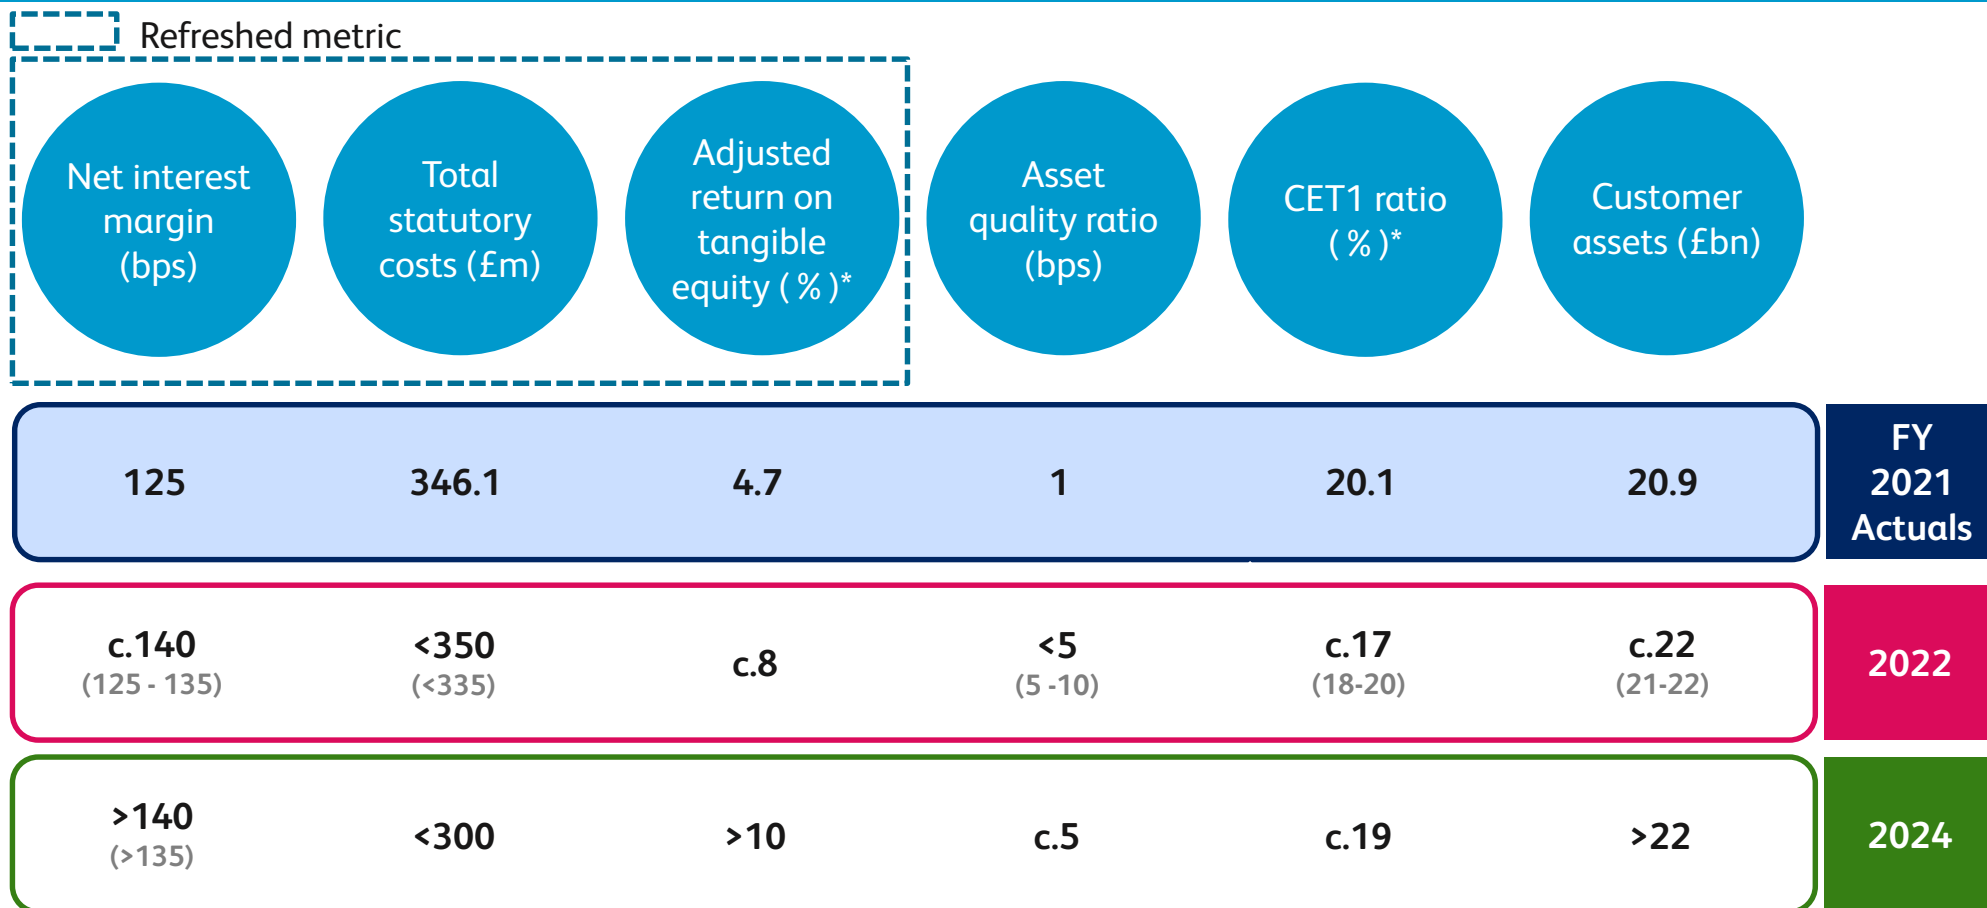 Refreshed metric
Net interest
margin
(bps)
Total
statutory
costs (£m)
Adjusted
return on
tangible
equity (%)*
Asset
quality ratio
(bps)
CET1 ratio
(%)*
Customer
assets (£bn)
125
346.1
4.7
1
20.1
20.9
FY
2021
Actuals
c.140
(125 - 135)
<350
(<335)
c.8
<5
(5 -10)
c.17
(18-20)
c.22
(21-22)
2022
>140
(>135)
<300
>10
c.5
c.19
>22
2024